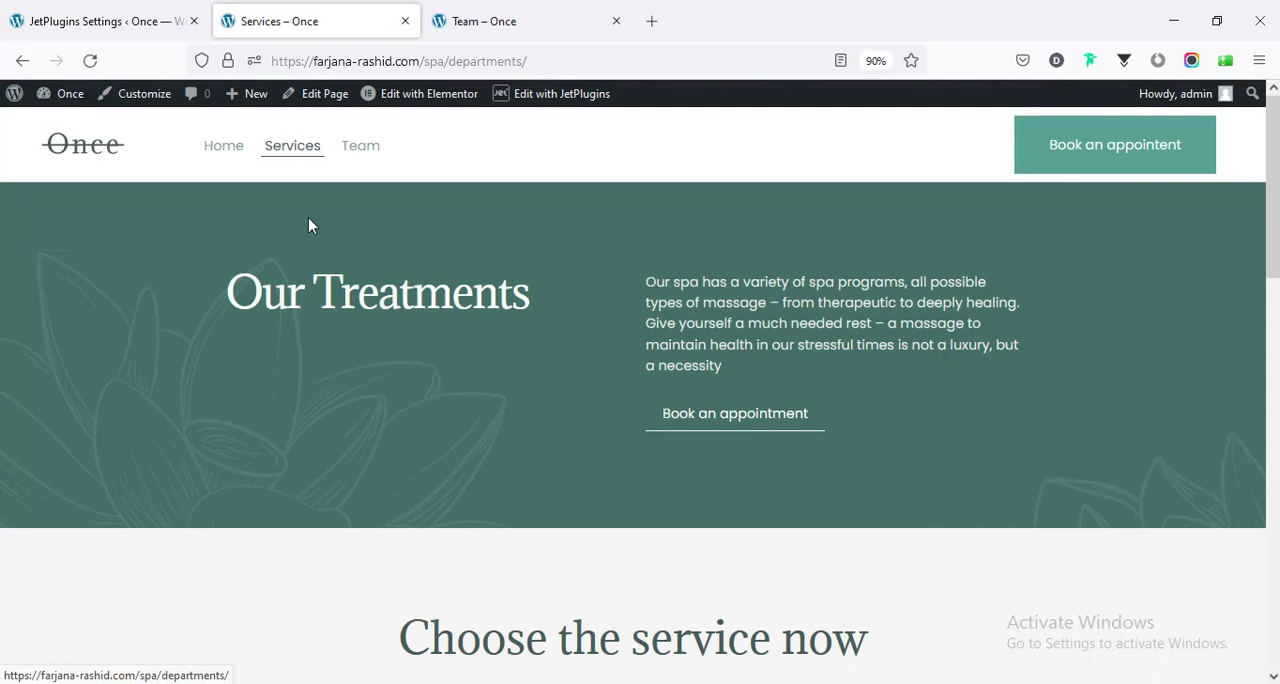 JetPlugins Settings ‹ Once — W
Services – Once
Team – Once
https://farjana-rashid.com/spa/departments/
90%
Once
Customize
0
New
Edit Page
Edit with Elementor
Edit with JetPlugins
Howdy, admin
Once
Home
Services
Team
Book an appointent
Our Treatments
Our spa has a variety of spa programs, all possible
types of massage – from therapeutic to deeply healing.
Give yourself a much needed rest – a massage to
maintain health in our stressful times is not a luxury, but
a necessity
Book an appointment
Choose the service now
Activate Windows
Go to Settings to activate Windows.
https://farjana-rashid.com/spa/departments/